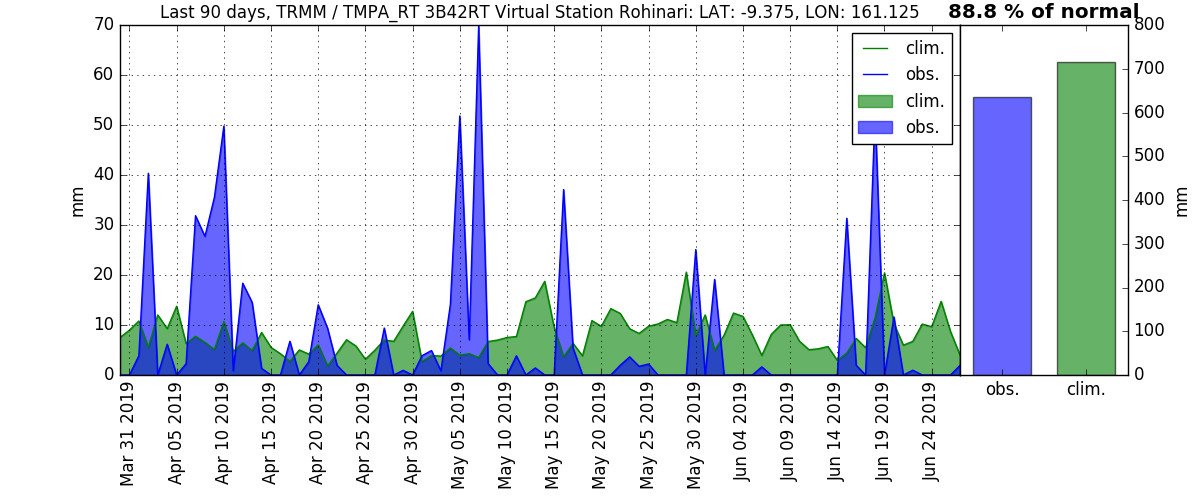 Last 90 days, TRMM / TMPA_RT 3B42RT Virtual Station Rohinari: LAT: -9.375, LON: 161.125
88.8 % of normal
70
60
50
40
30
20
10
0
mm
clim.
obs.
clim.
obs.
800
700
600
500
400
300
200
100
0
mm
obs.
clim.
Mar 31 2019
Apr 05 2019
Apr 10 2019
Apr 15 2019
Apr 20 2019
Apr 25 2019
Apr 30 2019
May 05 2019
May 10 2019
May 15 2019
May 20 2019
May 25 2019
May 30 2019
Jun 04 2019
Jun 09 2019
Jun 14 2019
Jun 19 2019
Jun 24 2019